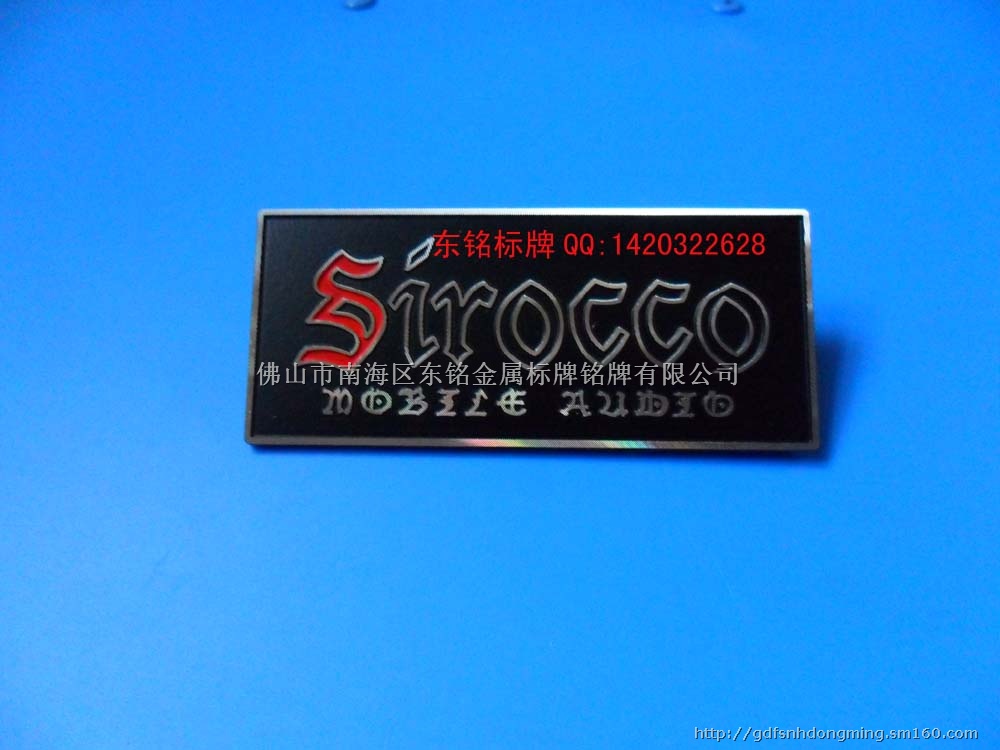 东铭标牌 QQ:1420322628
Sirocco
佛山市南海区东铭金属标牌铭牌有限公司
MOBILE AUDIO
http://gdfsnhdongming.sm160.com/